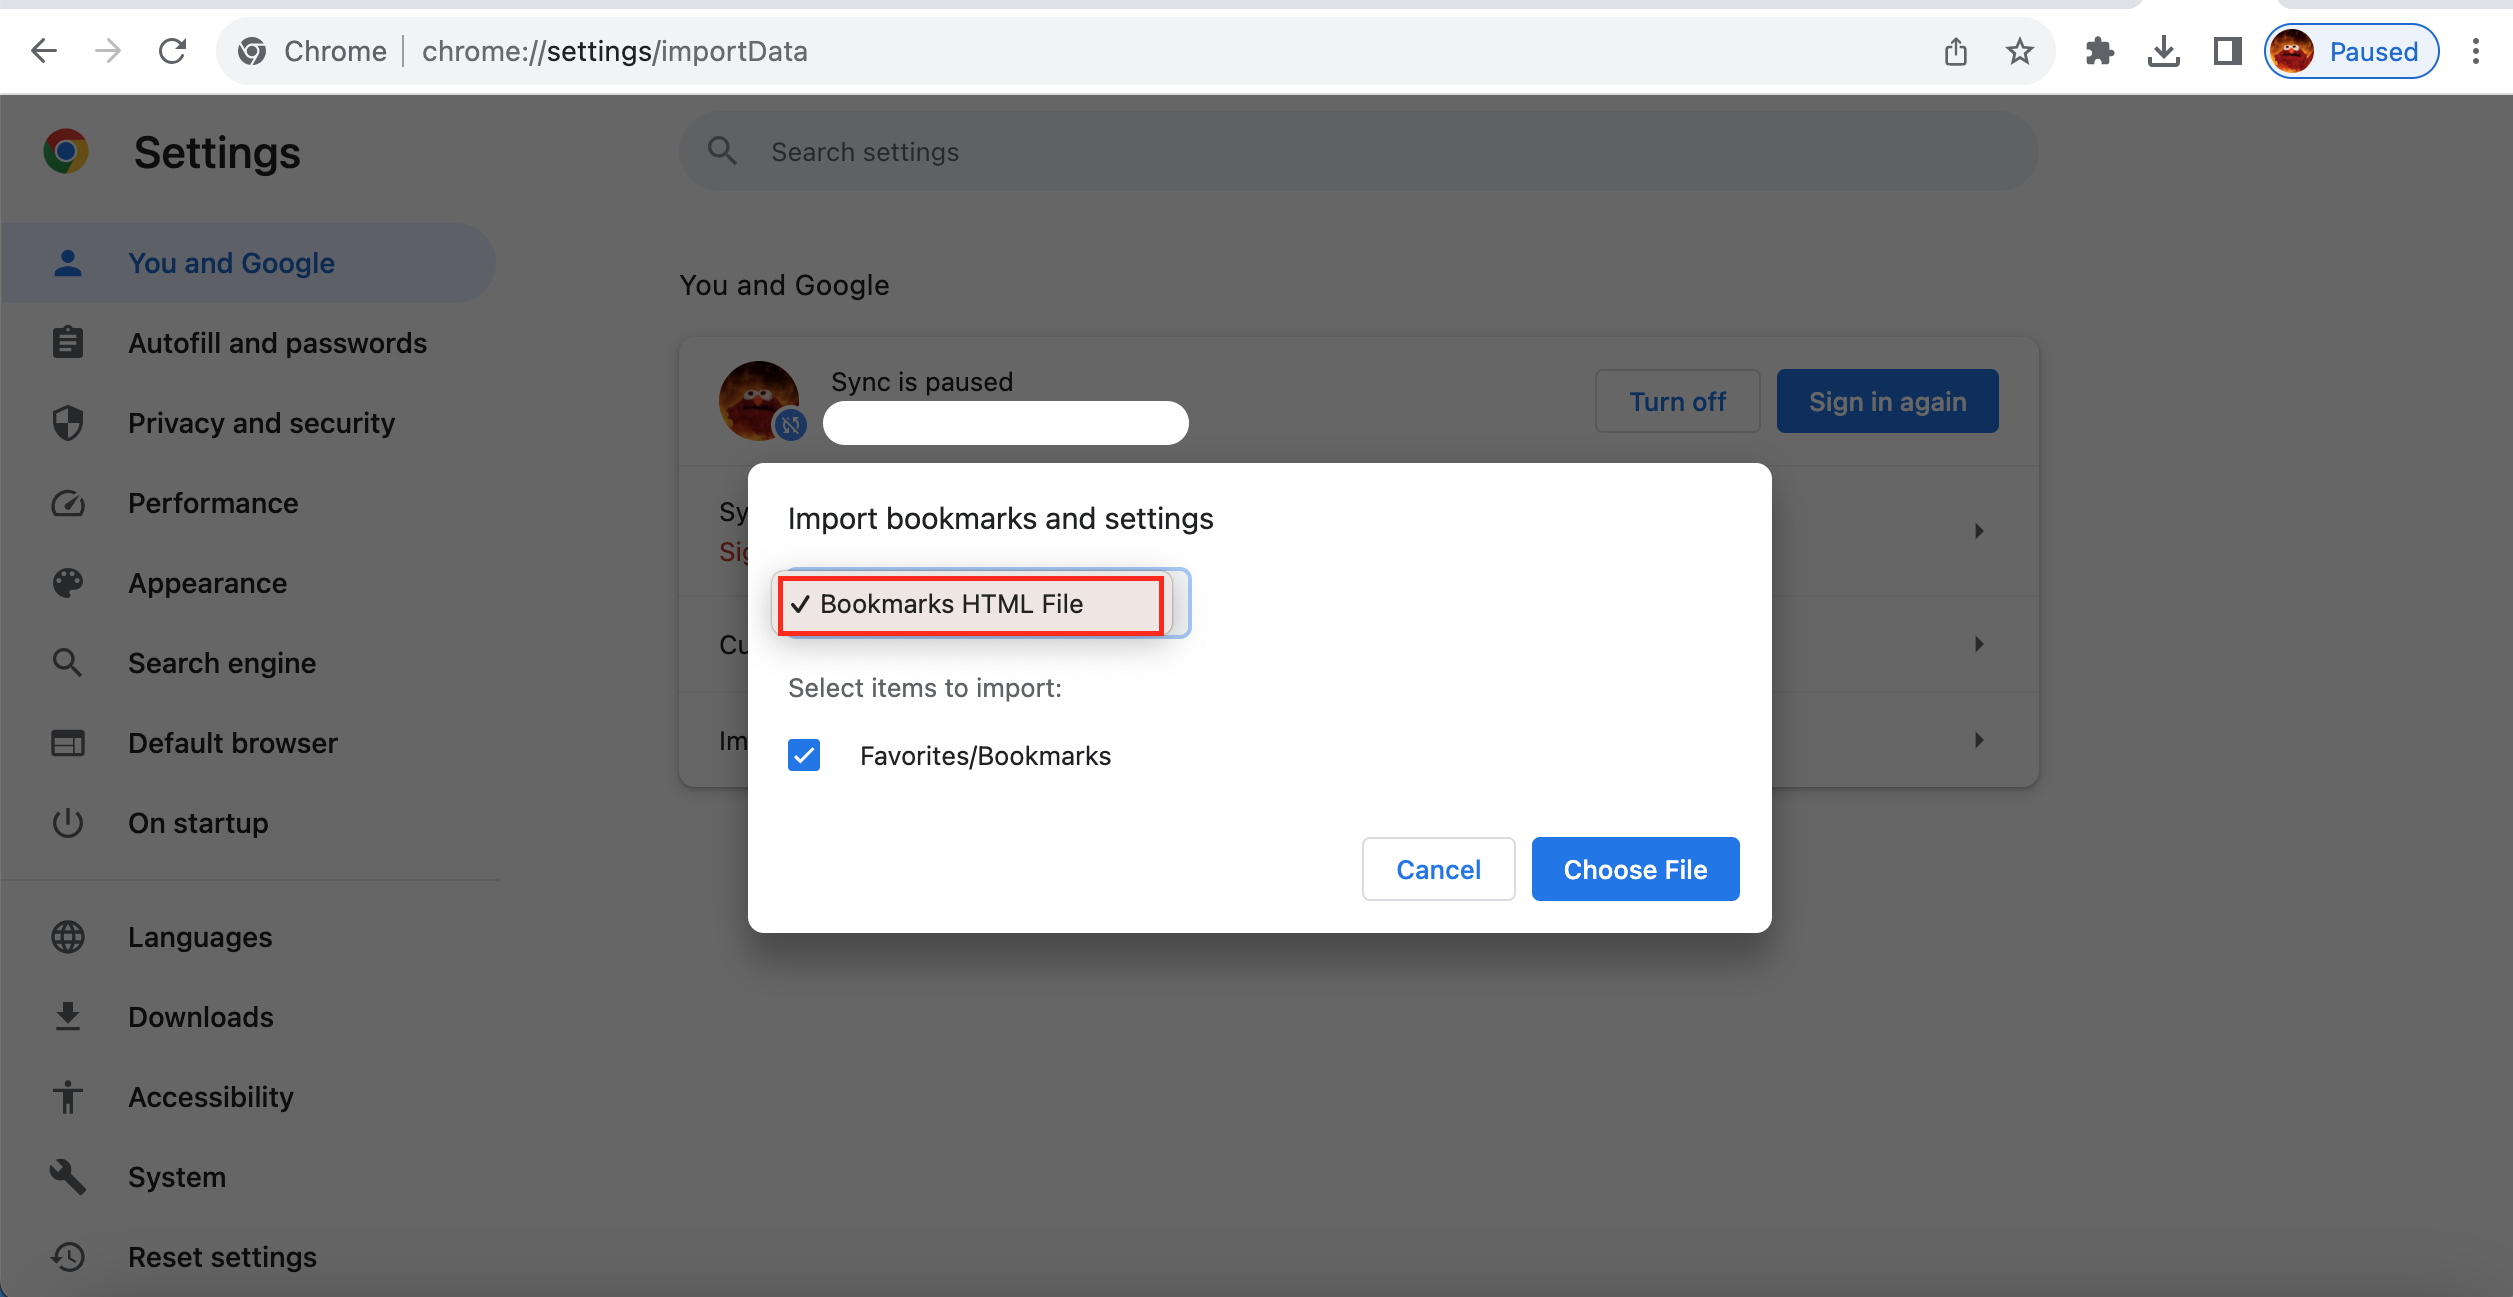 Chrome
chrome://settings/importData
Paused
Settings
Search settings
You and Google
Autofill and passwords
Privacy and security
Performance
Appearance
Search engine
Default browser
On startup
Languages
Downloads
Accessibility
System
Reset settings
You and Google
Sync is paused
Turn off
Sign in again
Sy
Sig
Cu
Im
Import bookmarks and settings
✓ Bookmarks HTML File
Select items to import:
Favorites/Bookmarks
Cancel
Choose File